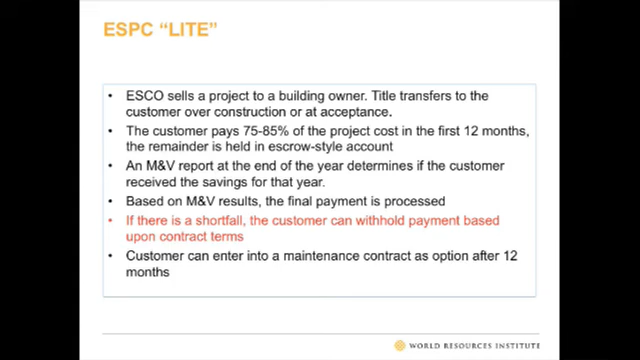 ESPC “LITE”
• ESCO sells a project to a building owner. Title transfers to the
customer over construction or at acceptance.
• The customer pays 75-85% of the project cost in the first 12 months,
the remainder is held in escrow-style account
• An M&V report at the end of the year determines if the customer
received the savings for that year.
• Based on M&V results, the final payment is processed
• If there is a shortfall, the customer can withhold payment based
upon contract terms
• Customer can enter into a maintenance contract as option after 12
months
WORLD RESOURCES INSTITUTE